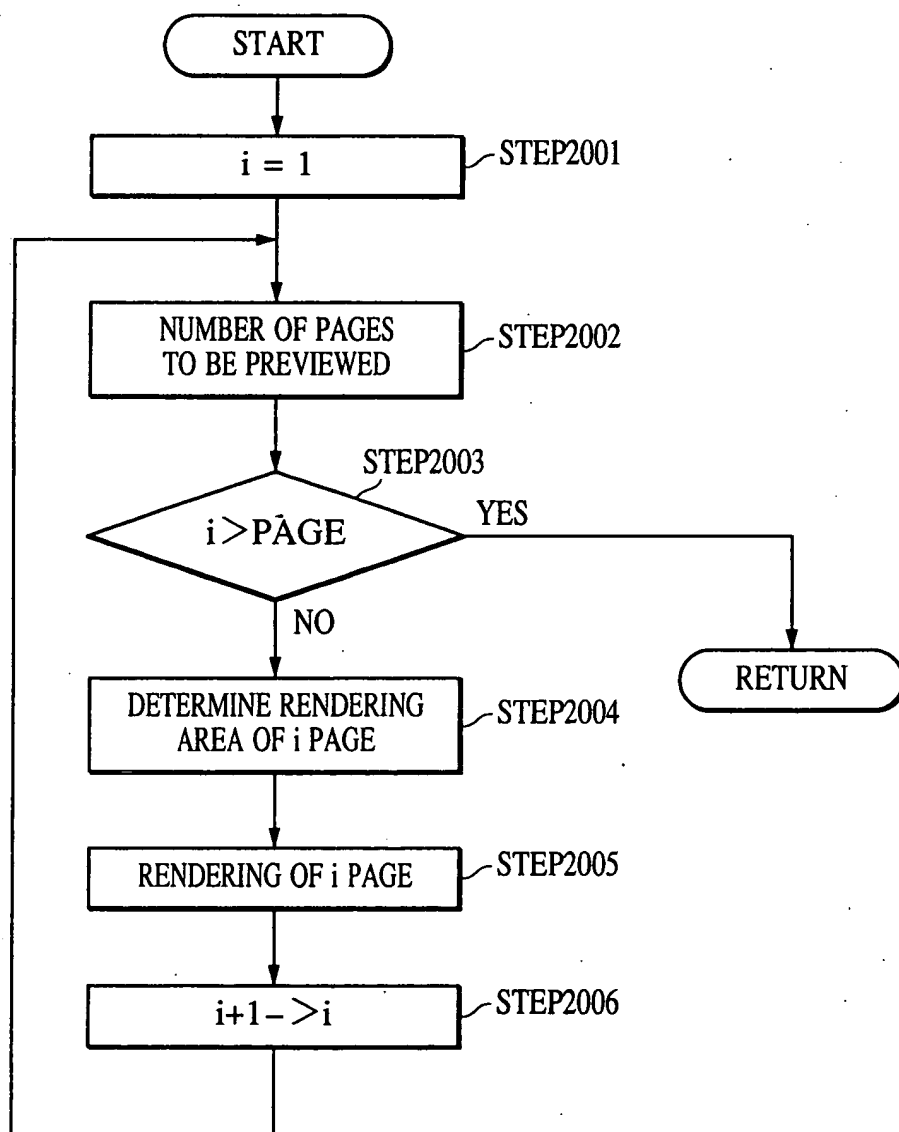 START
i = 1
STEP2001
NUMBER OF PAGES
TO BE PREVIEWED
STEP2002
STEP2003
i>PAGE
YES
NO
RETURN
DETERMINE RENDERING
AREA OF i PAGE
STEP2004
RENDERING OF i PAGE
STEP2005
i+1->i
STEP2006